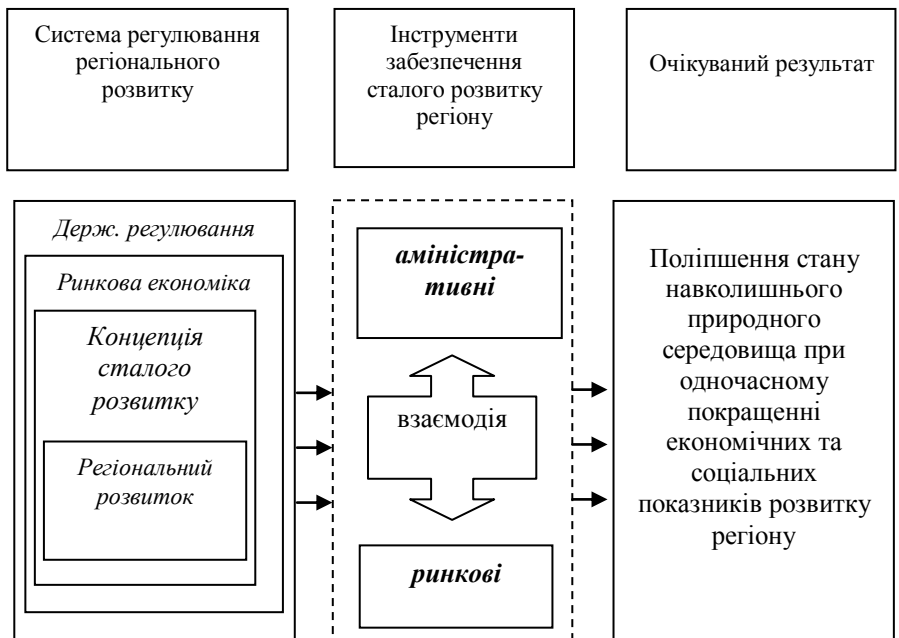 Система регулювання
регіонального
розвитку
Інструменти
забезпечення
сталого розвитку
регіону
Очікуваний результат
Держ. регулювання
Ринкова економіка
Концепція
сталого
розвитку
Регіональний
розвиток
аміністра-
тивні
взаємодія
ринкові
Поліпшення стану
навколишнього
природного
середовища при
одночасному
покращенні
економічних та
соціальних
показників розвитку
регіону